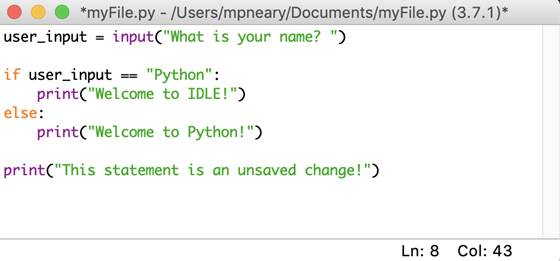 *myFile.py - /Users/mpneary/Documents/myFile.py (3.7.1)*
user_input = input("What is your name? ")
if user_input == "Python":
    print("Welcome to IDLE!")
else:
    print("Welcome to Python!")
print("This statement is an unsaved change!")
Ln: 8 Col: 43